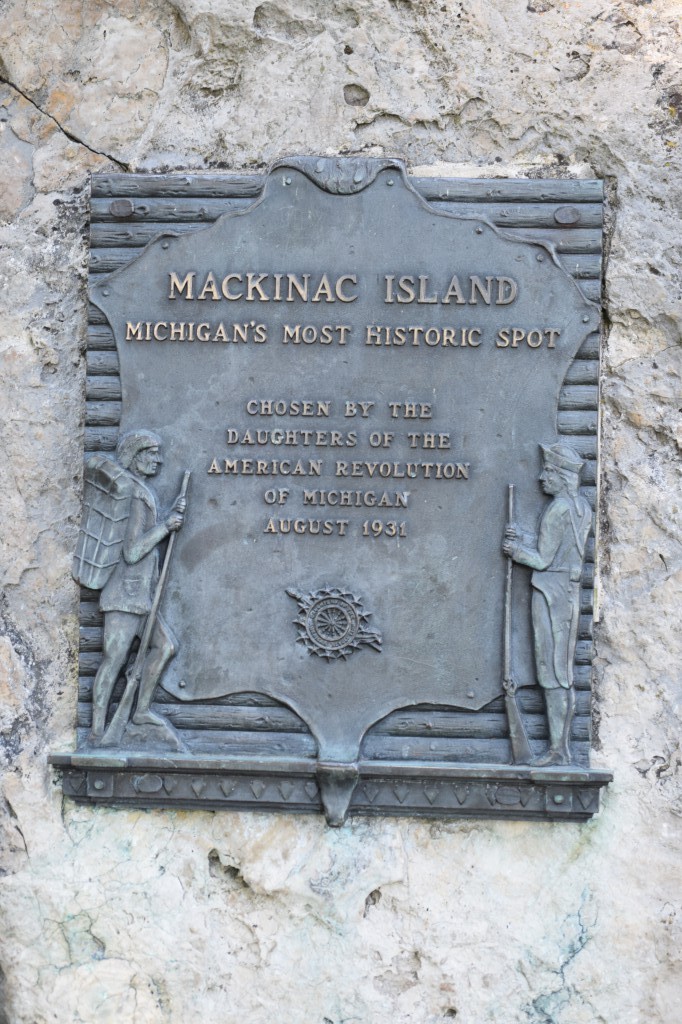 MACKINAC ISLAND
MICHIGAN'S MOST HISTORIC SPOT
CHOSEN BY THE
DAUGHTERS OF THE
AMERICAN REVOLUTION
OF MICHIGAN
AUGUST 1931